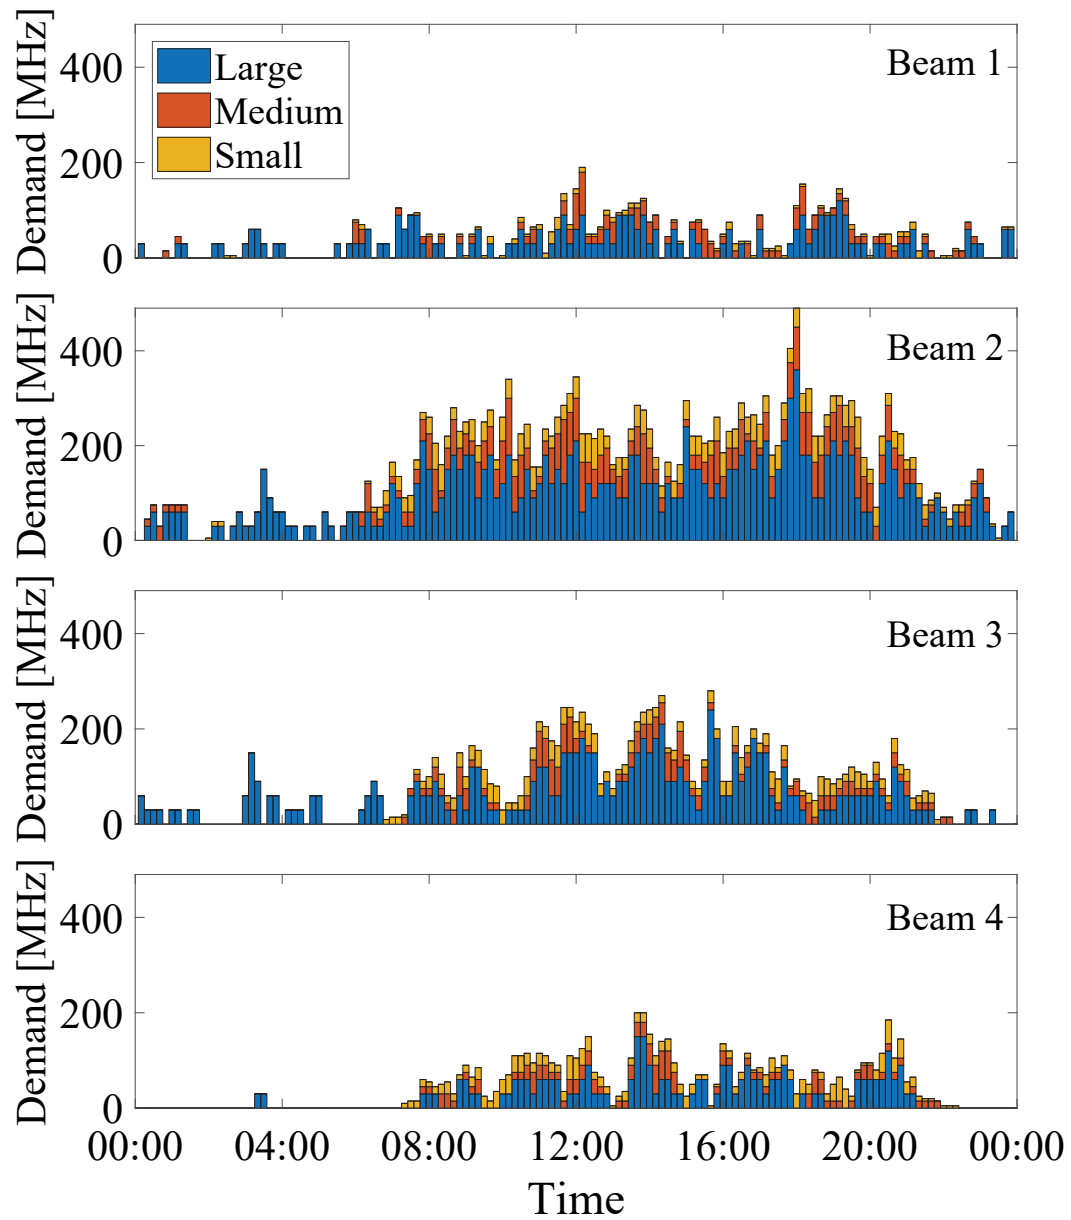 Demand [MHz]
400
200
0
Large
Medium
Small
Beam 1
Demand [MHz]
400
200
0
Beam 2
Demand [MHz]
400
200
0
Beam 3
Demand [MHz]
400
200
0
Beam 4
00:00 04:00 08:00 12:00 16:00 20:00 00:00
Time